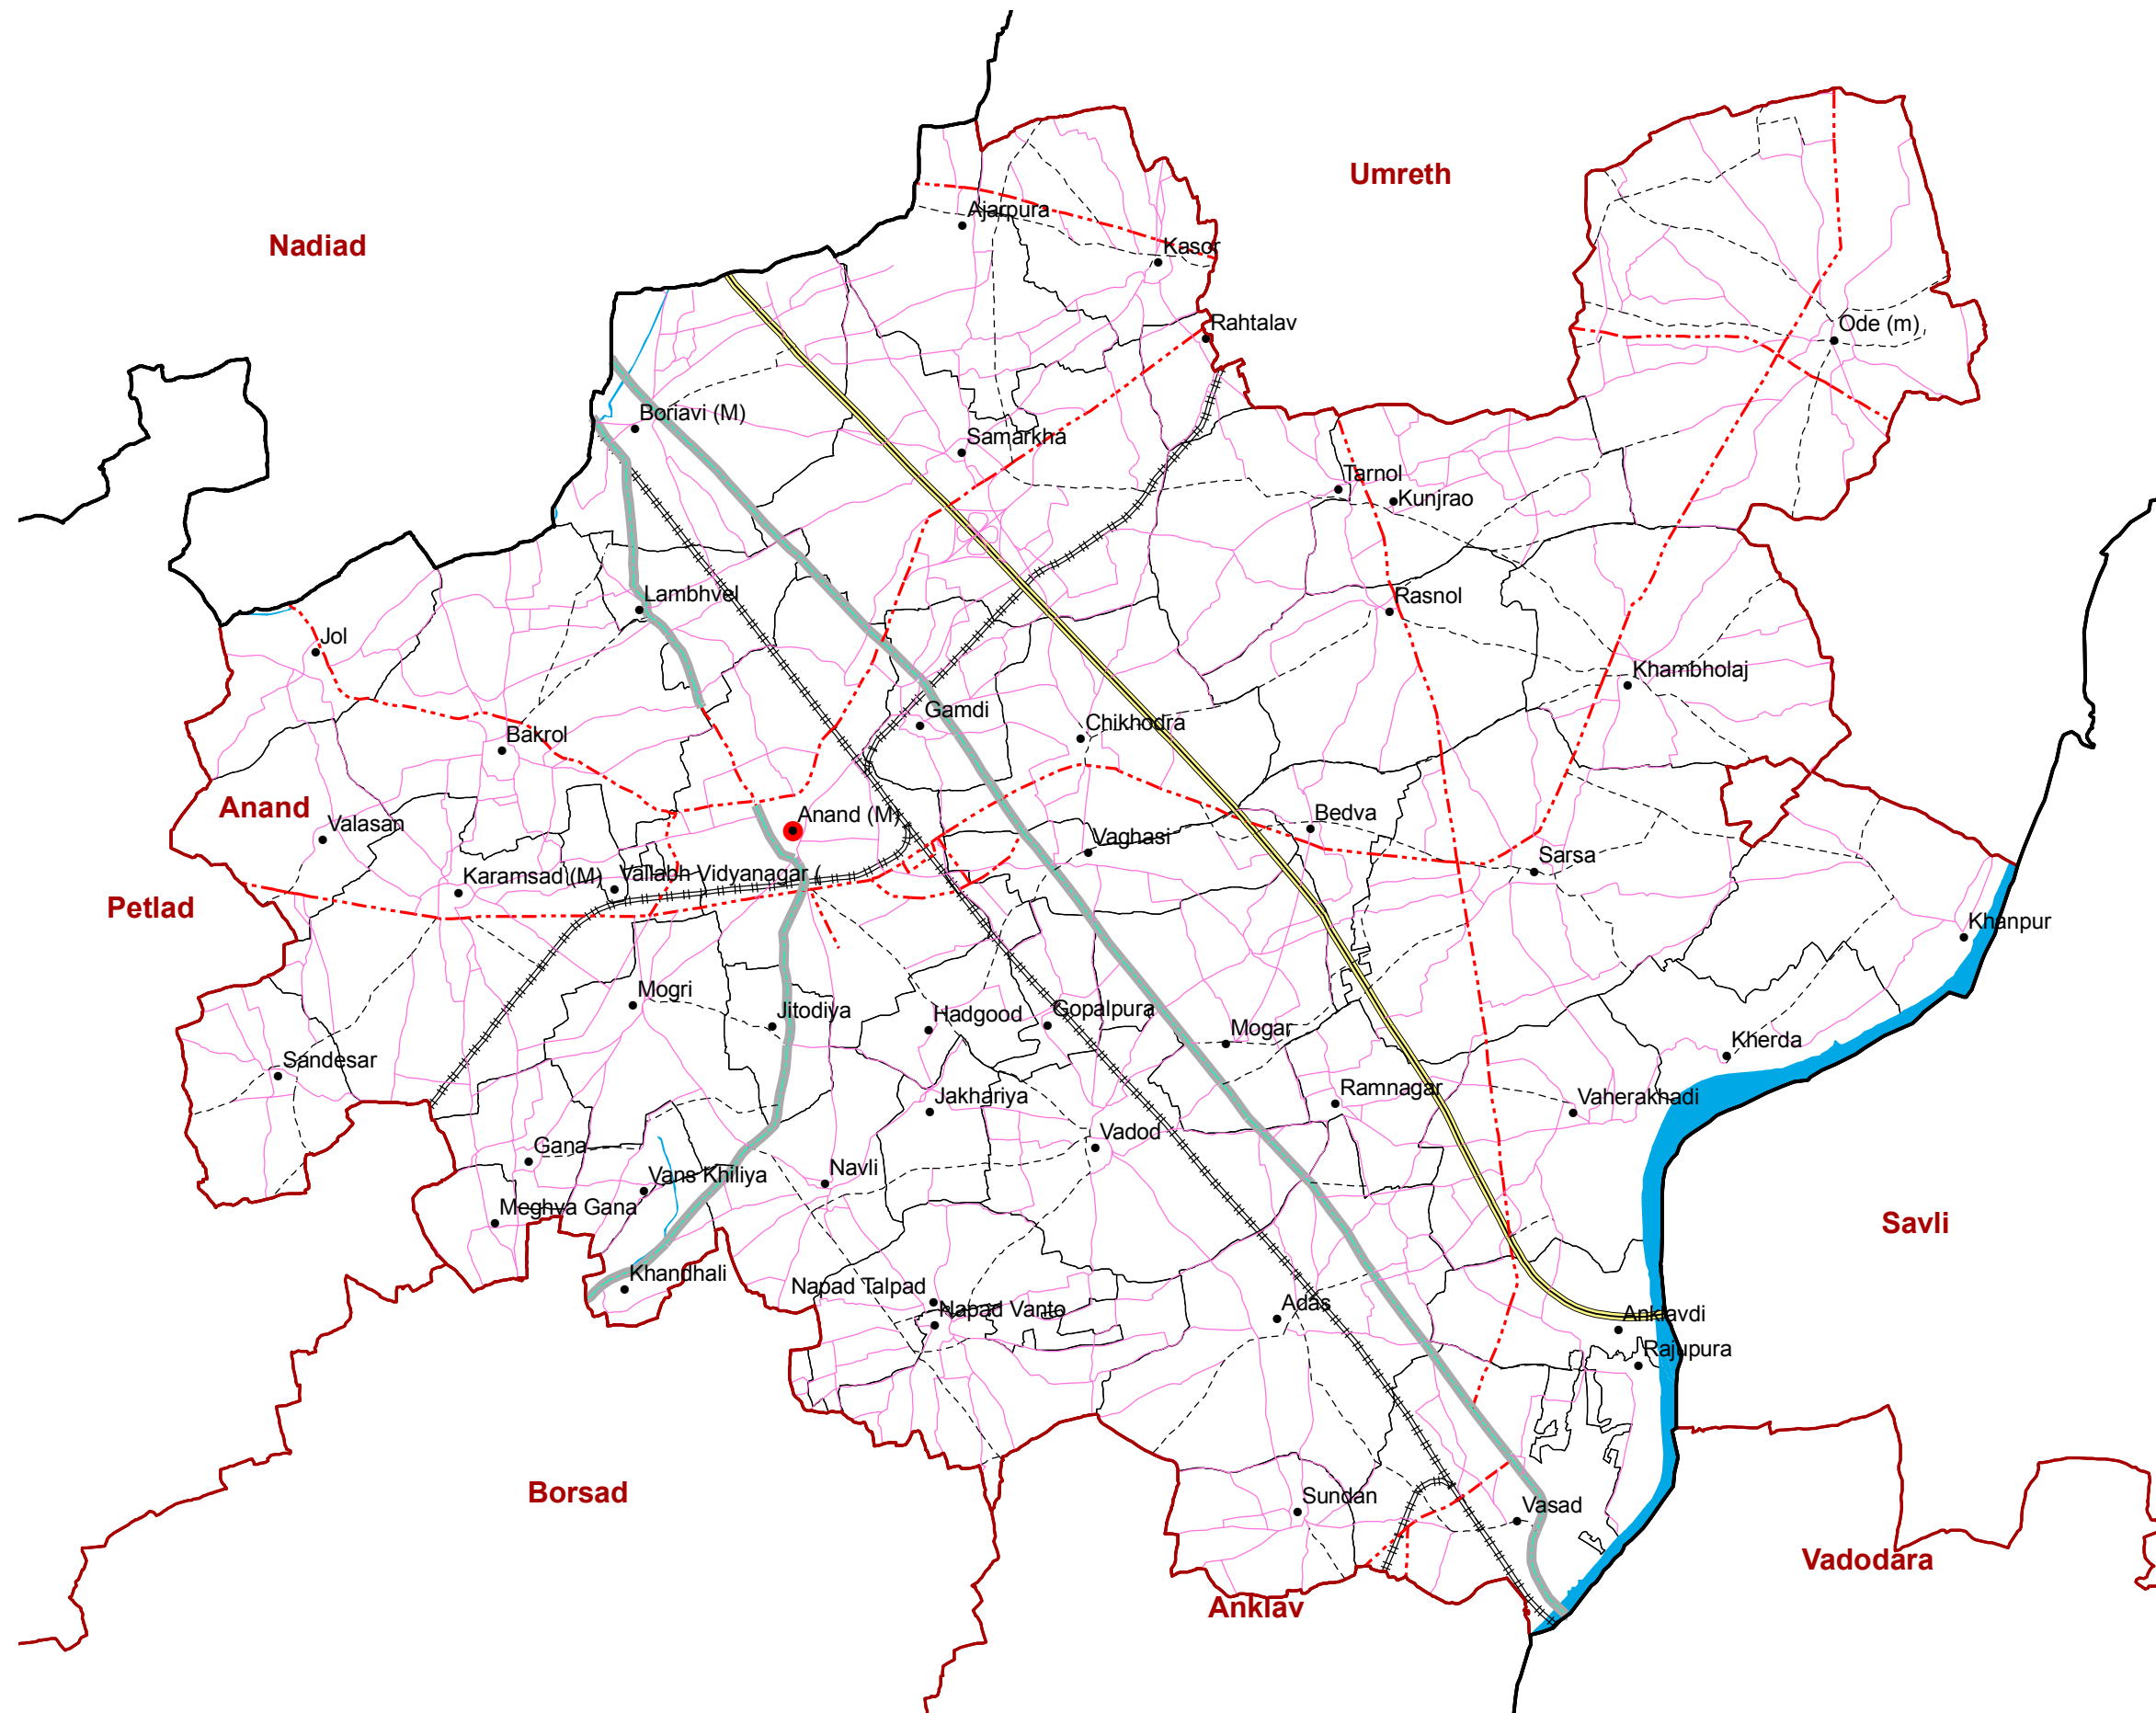 Umreth
Ajarpura
Nadiad
Kasor
Rahtalav
Ode (m)
Boriavi (M)
Samarkha
Tarnol
Kunjrao
Lambhvel
Rasnol
Jol
Khambholaj
Gamdi
Chikhodra
Bakrol
Anand
Anand (M)
Bedva
Valasan
Vaghasi
Sarsa
Karamsad (M)
Vallabh Vidyanagar (
Petlad
Khanpur
Mogri
Jitodiya
Hadgood
Gopalpura
Mogar
Kherda
Sandesar
Jakhariya
Ramnagar
Vaherakhadi
Vadod
Gana
Navli
Vans Khiliya
Meghva Gana
Savli
Khandhali
Napad Talpad
Napad Vanto
Adas
Anklavdi
Rajupura
Borsad
Sundan
Vasad
Vadodara
Anklav